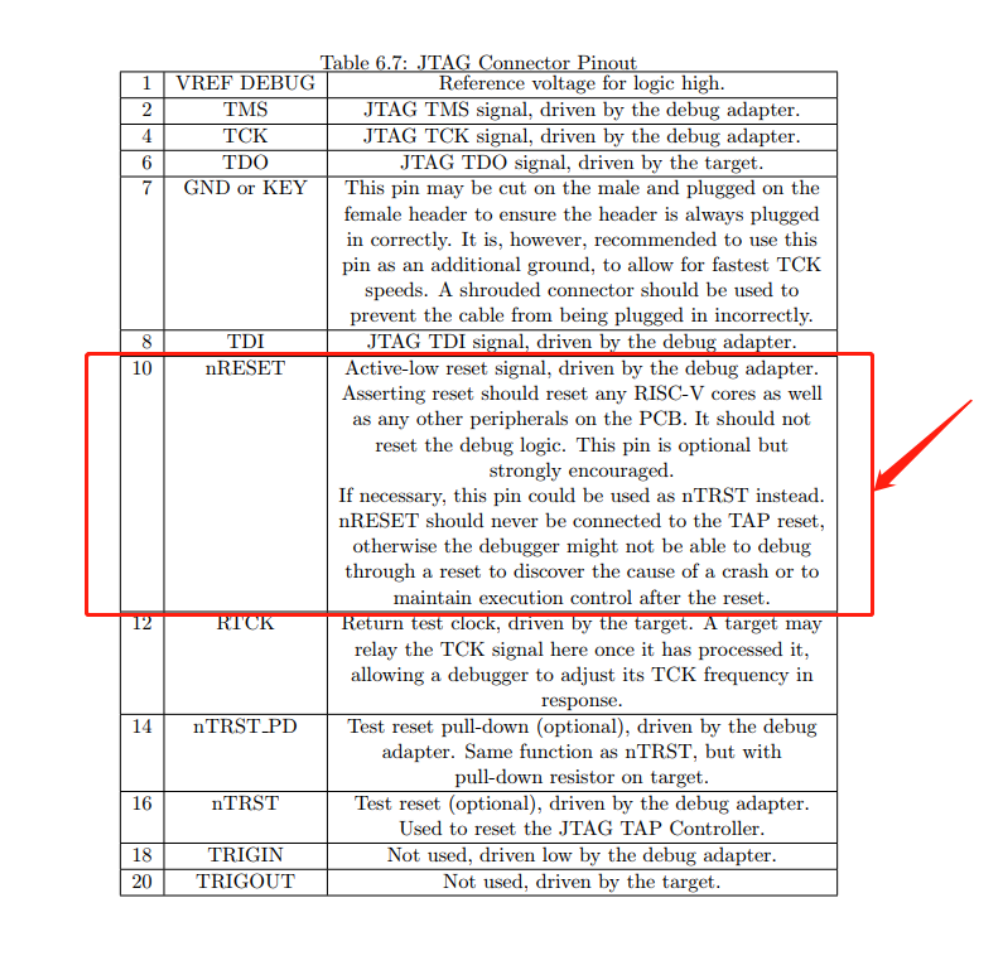 Table 6.7: JTAG Connector Pinout
1 VREF DEBUG Reference voltage for logic high.
2 TMS JTAG TMS signal, driven by the debug adapter.
4 TCK JTAG TCK signal, driven by the debug adapter.
6 TDO JTAG TDO signal, driven by the target.
7 GND or KEY This pin may be cut on the male and plugged on the
female header to ensure the header is always plugged
in correctly. It is, however, recommended to use this
pin as an additional ground, to allow for fastest TCK
speeds. A shrouded connector should be used to
prevent the cable from being plugged in incorrectly.
8 TDI JTAG TDI signal, driven by the debug adapter.
10 nRESET Active-low reset signal, driven by the debug adapter.
Asserting reset should reset any RISC-V cores as well
as any other peripherals on the PCB. It should not
reset the debug logic. This pin is optional but
strongly encouraged.
If necessary, this pin could be used as nTRST instead.
nRESET should never be connected to the TAP reset,
otherwise the debugger might not be able to debug
through a reset to discover the cause of a crash or to
maintain execution control after the reset.
12 RTCK Return test clock, driven by the target. A target may
relay the TCK signal here once it has processed it,
allowing a debugger to adjust its TCK frequency in
response.
14 nTRST_PD Test reset pull-down (optional), driven by the debug
adapter. Same function as nTRST, but with
pull-down resistor on target.
16 nTRST Test reset (optional), driven by the debug adapter.
Used to reset the JTAG TAP Controller.
18 TRIGIN Not used, driven low by the debug adapter.
20 TRIGOUT Not used, driven by the target.